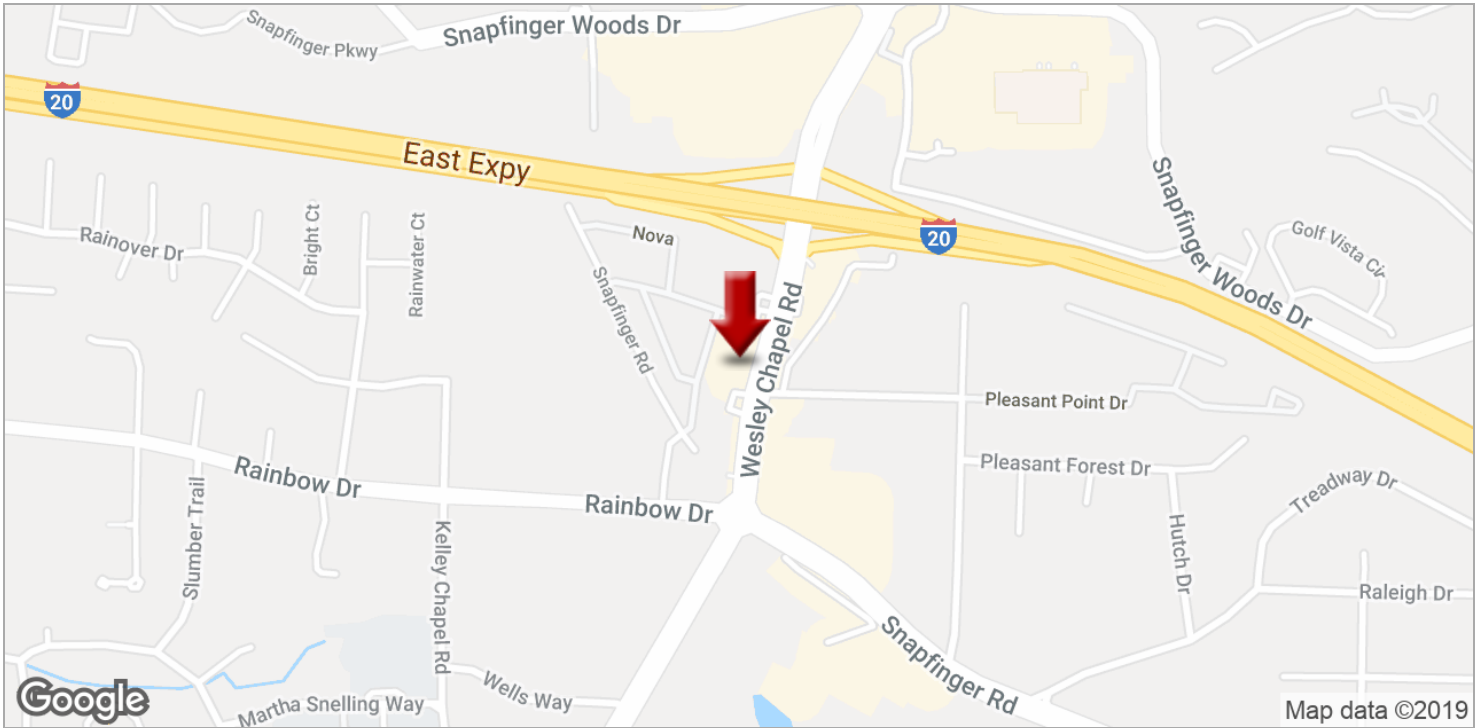 Snapfinger Pkwy
Snapfinger Woods Dr
20
East Expy
20
Snapfinger Woods Dr
Golf Vista Cir
Rainover Dr
Bright Ct
Rainwater Ct
Nova
Snapfinger Rd
Wesley Chapel Rd
Pleasant Point Dr
Pleasant Forest Dr
Treadway Dr
Rainbow Dr
Rainbow Dr
Slumber Trail
Kelley Chapel Rd
Hutch Dr
Raleigh Dr
Snapfinger Rd
Wells Way
Martha Snelling Way
Google
Map data ©2019